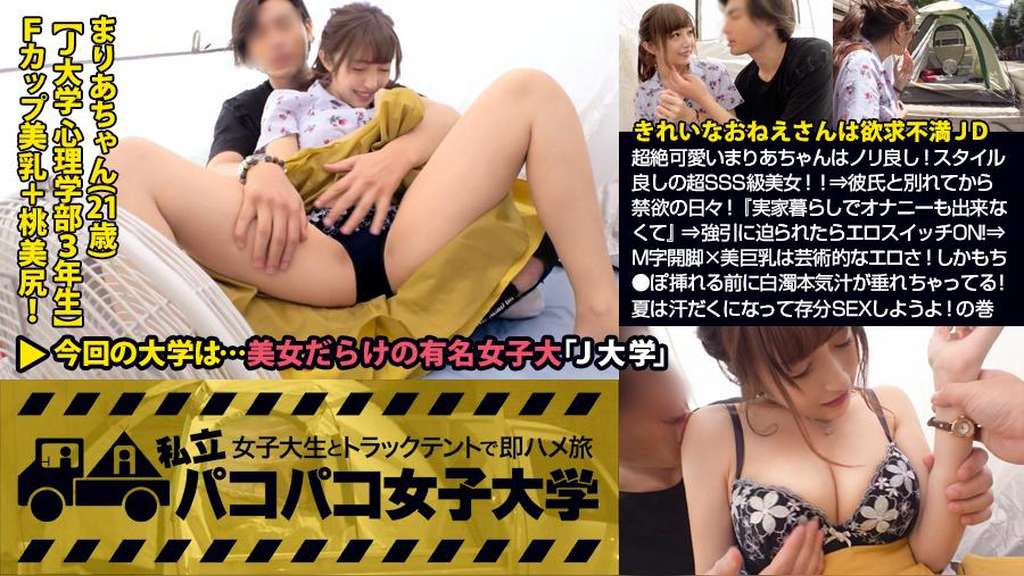 まりあちゃん(21歳)
【J大学心理学部3年生】
Fカップ美乳+桃美尻!
きれいなおねえさんは欲求不満JD
超絶可愛いまりあちゃんはノリ良し!スタイル
良しの超SSS級美女!!⇒彼氏と別れてから
禁欲の日々!『実家暮らしでオナニーも出来な
くて』⇒強引に迫られたらエロスイッチON!⇒
M字開脚×美巨乳は芸術的なエロさ!しかもち
●ぽ挿れる前に白濁本気汁が垂れちゃってる!
夏は汗だくになって存分SEXしようよ!の巻
▶今回の大学は…美女だらけの有名女子大「J大学」
私立 女子大生とトラックテントで即ハメ旅
パコパコ女子大学